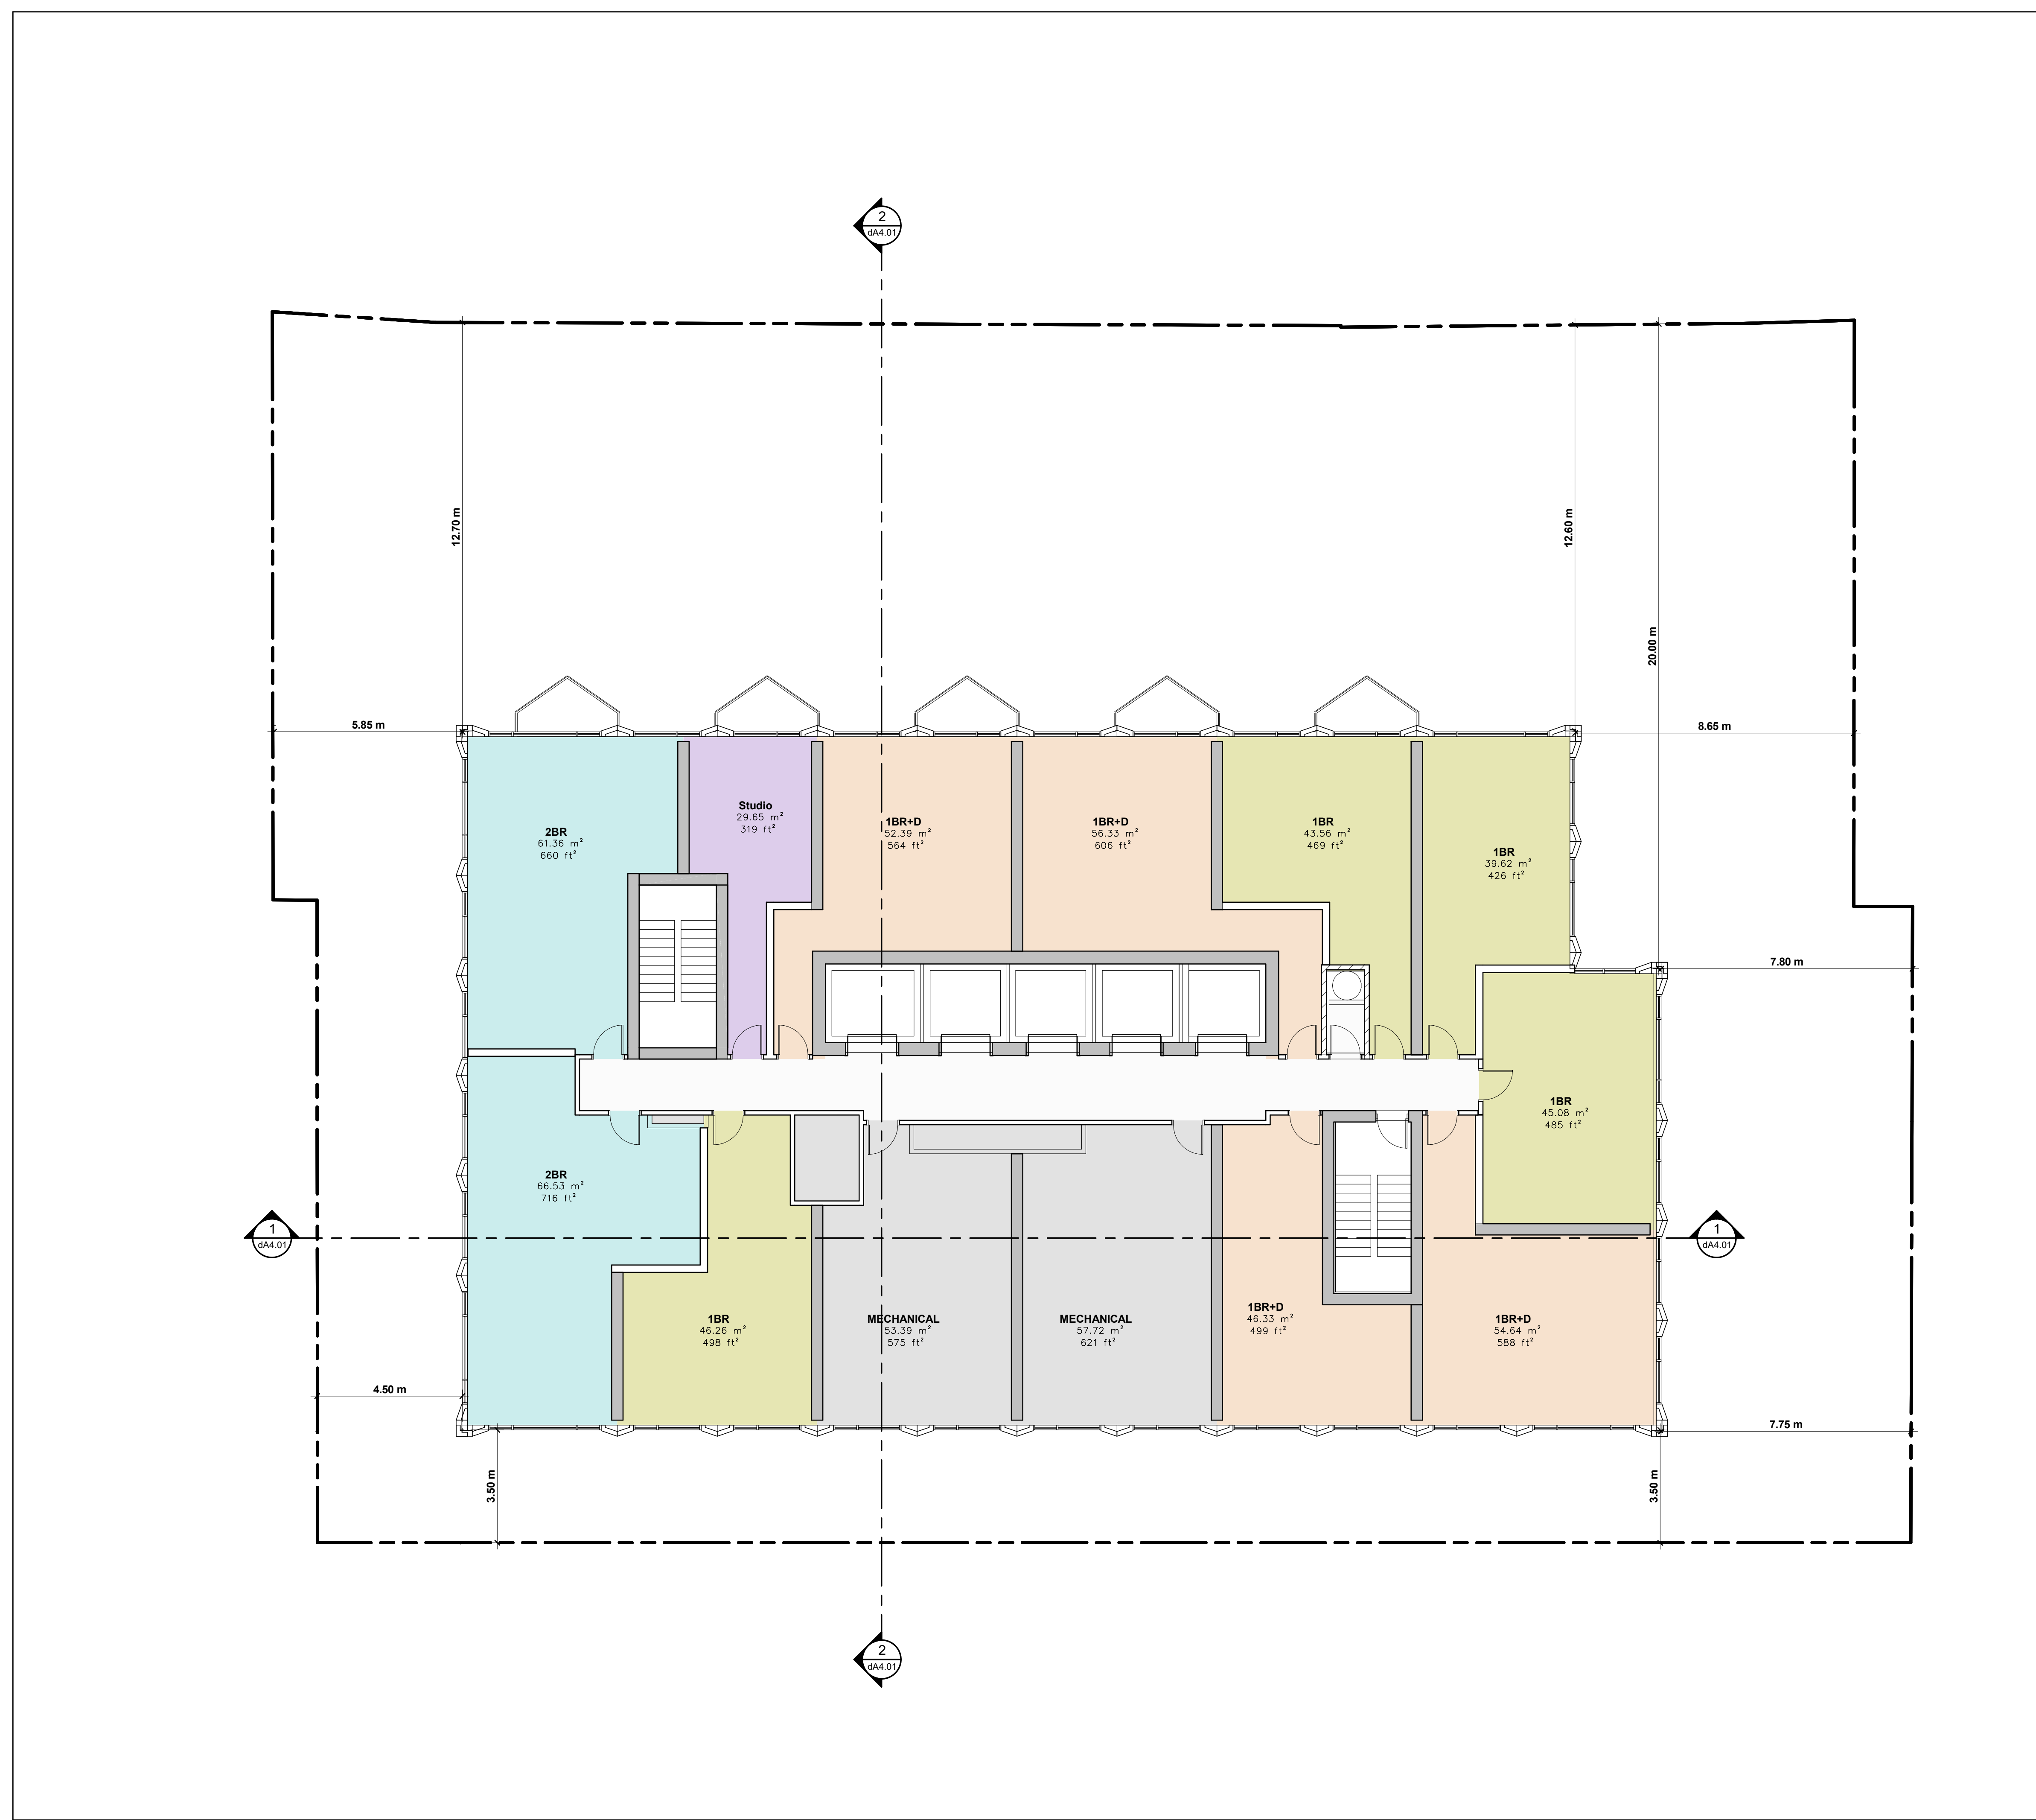 2
dA4.01
12.70 m
12.60 m
20.00 m
5.85 m
8.65 m
2BR
61.36 m²
660 ft²
Studio
29.65 m²
319 ft²
1BR+D
52.39 m²
564 ft²
1BR+D
56.33 m²
606 ft²
1BR
43.56 m²
469 ft²
1BR
39.62 m²
426 ft²
7.80 m
1BR
45.08 m²
485 ft²
2BR
66.53 m²
716 ft²
1
dA4.01
1
dA4.01
1BR
46.26 m²
498 ft²
MECHANICAL
53.39 m²
575 ft²
MECHANICAL
57.72 m²
621 ft²
1BR+D
46.33 m²
499 ft²
1BR+D
54.64 m²
588 ft²
4.50 m
7.75 m
3.50 m
3.50 m
2
dA4.01